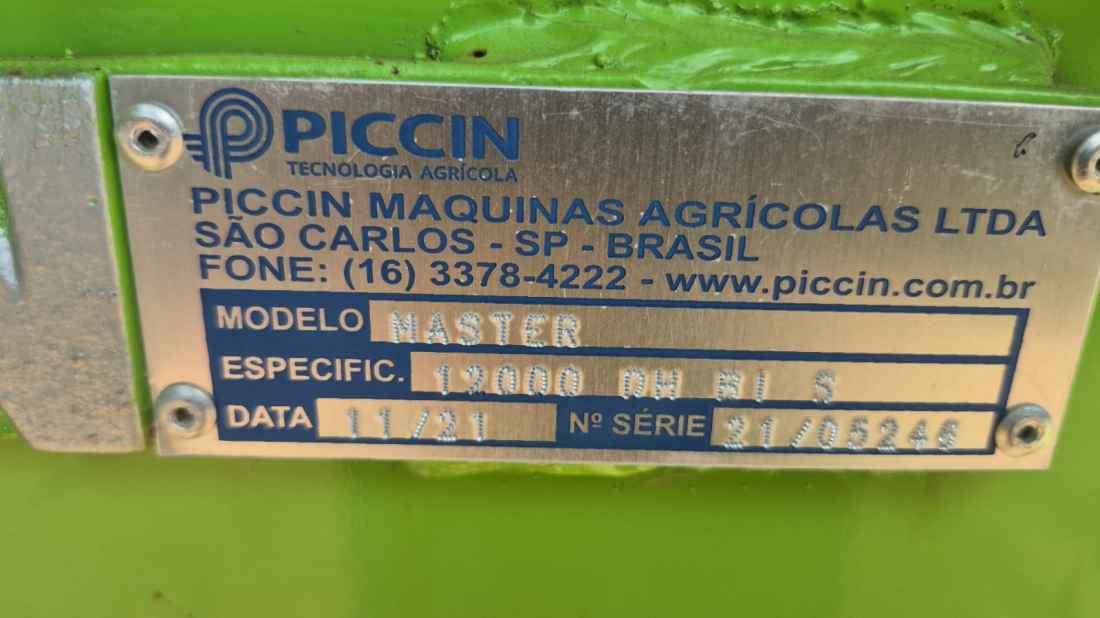 PICCIN
TECNOLOGIA AGRÍCOLA
PICCIN MAQUINAS AGRÍCOLAS LTDA
SÃO CARLOS - SP - BRASIL
FONE: (16) 3378-4222 - www.piccin.com.br
MODELO MASTER
ESPECIFIC. 12000 DH BI S
DATA 11/21 Nº SÉRIE 21/05246